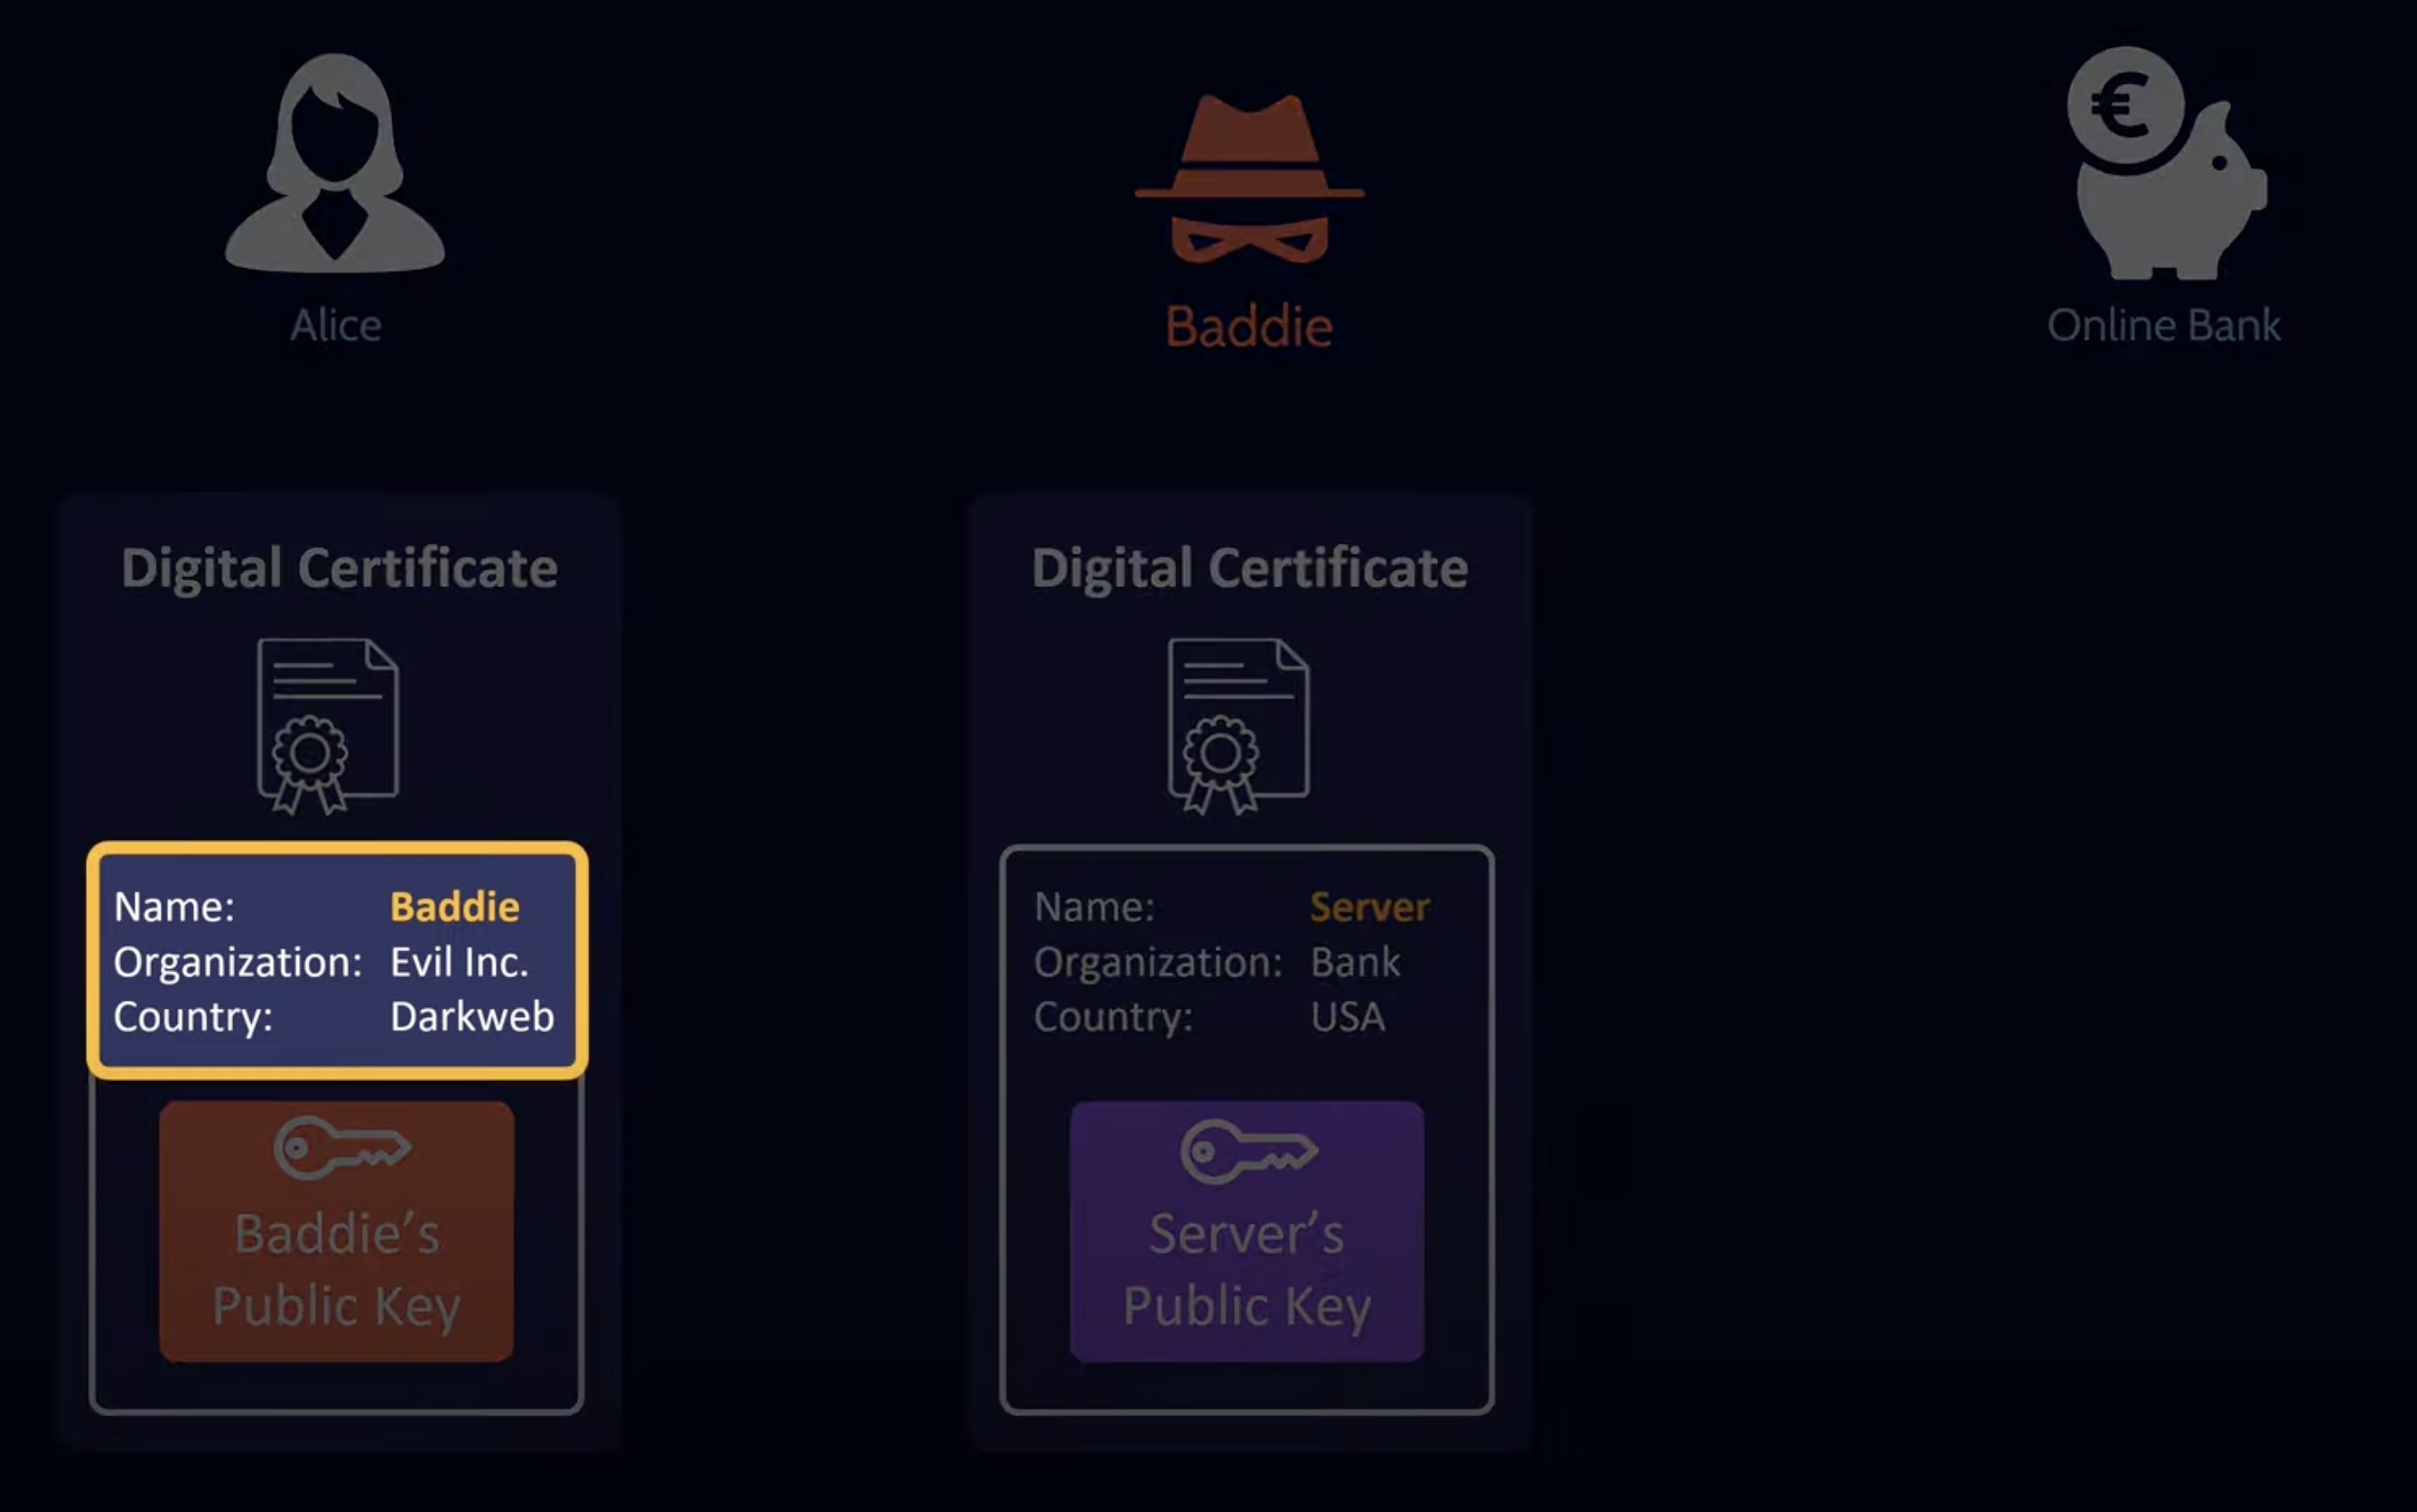 Alice
Baddie
Online Bank
Digital Certificate
Name: Baddie
Organization: Evil Inc.
Country: Darkweb
Baddie’s
Public Key
Digital Certificate
Name: Server
Organization: Bank
Country: USA
Server’s
Public Key